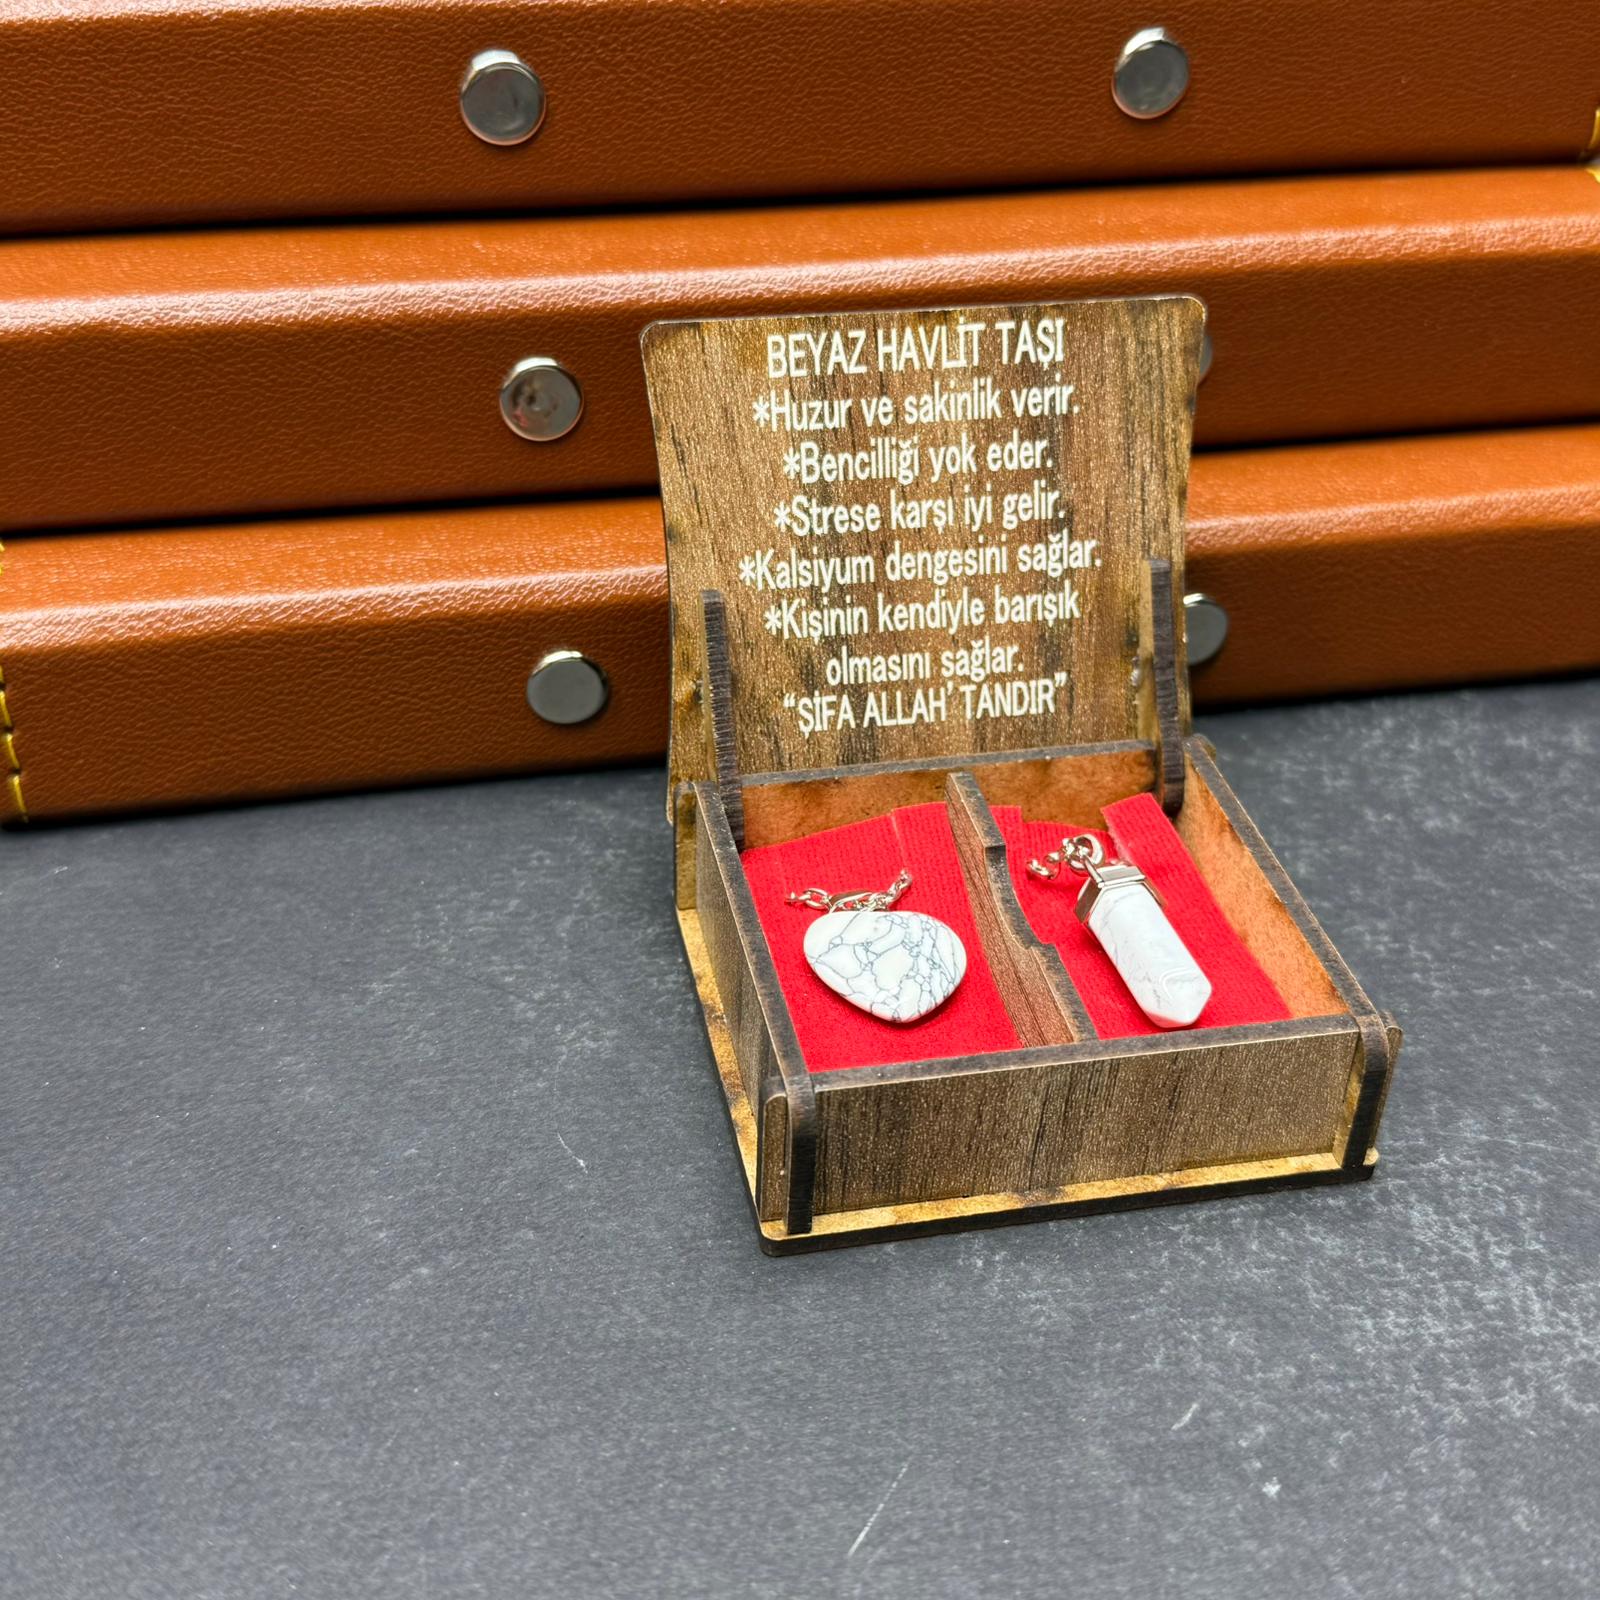 BEYAZ HAVLİT TAŞI
*Huzur ve sakinlik verir.
*Bencilliği yok eder.
*Strese karşı iyi gelir.
*Kalsiyum dengesini sağlar.
*Kişinin kendiyle barışık
olmasını sağlar.
“ŞİFA ALLAH’ TANDIR”